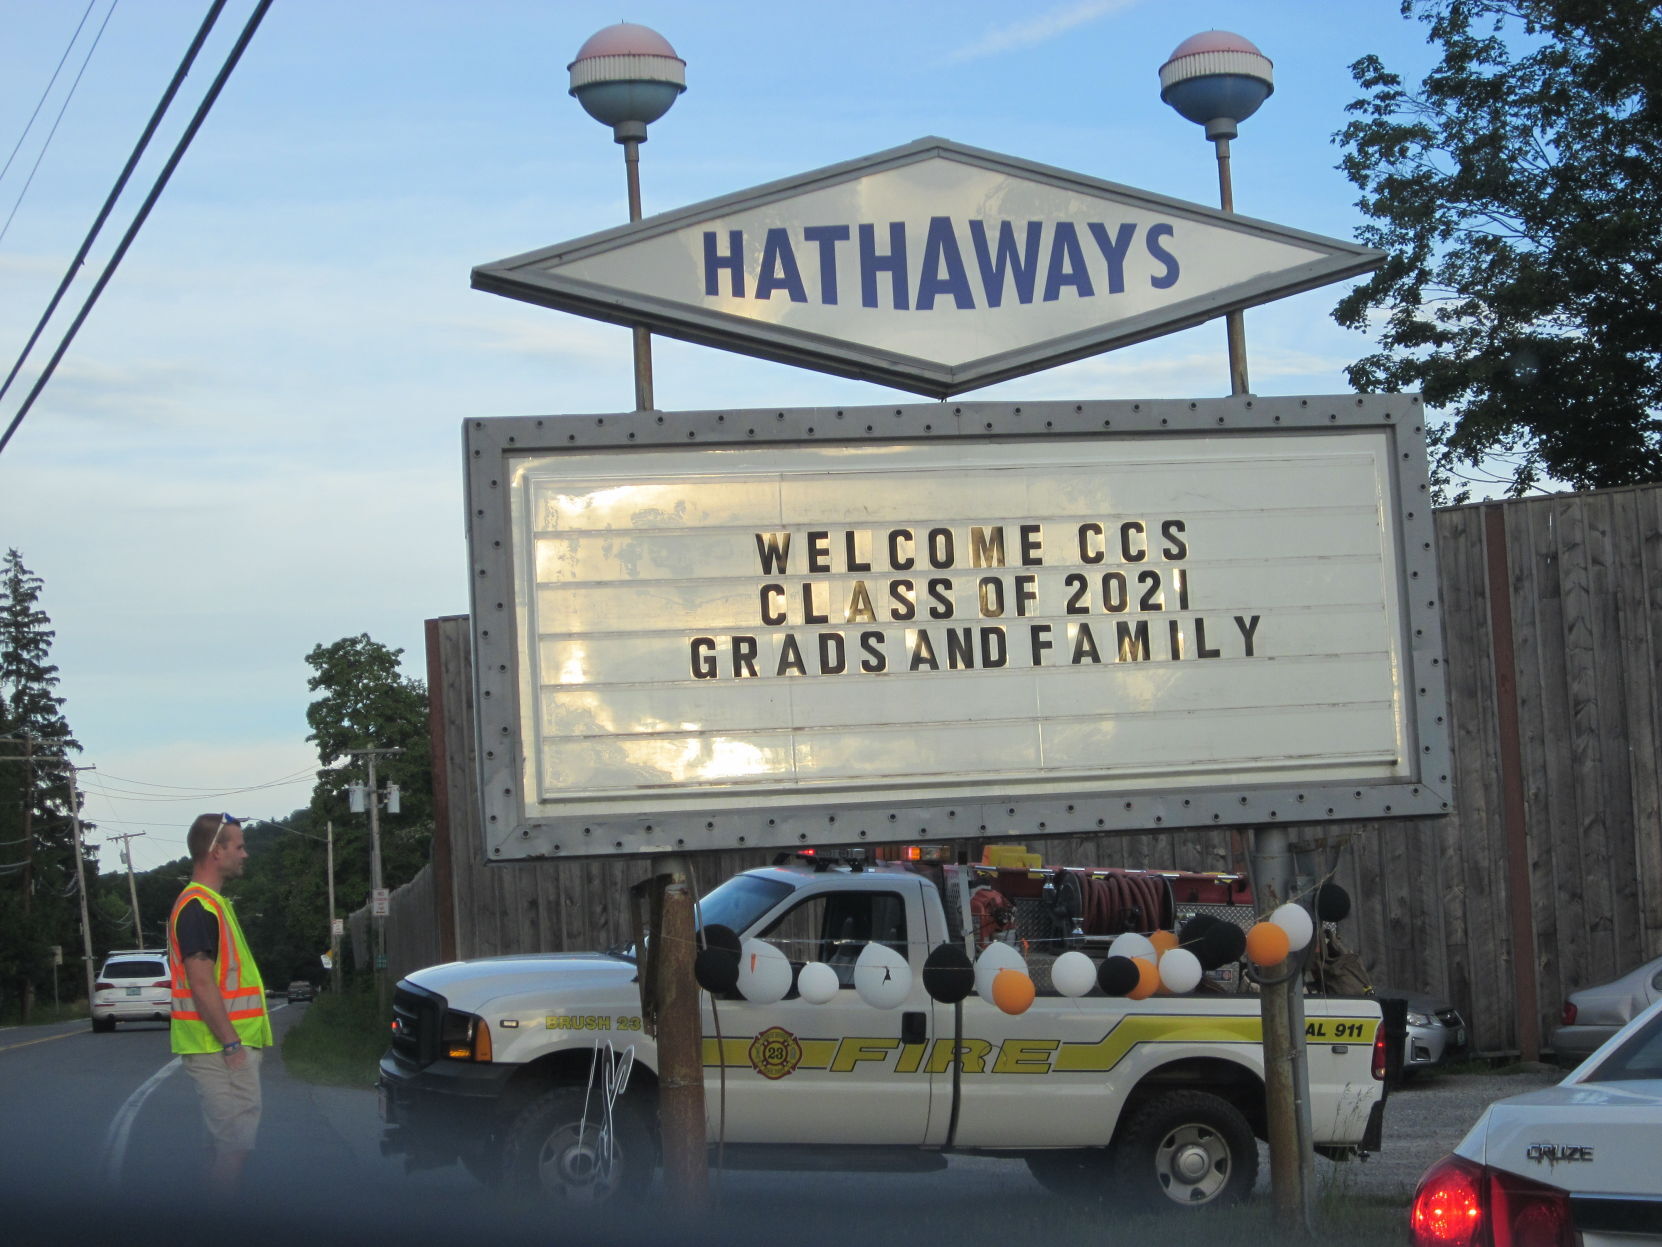 HATHAWAYS
WELCOME CCS
CLASS OF 2021
GRADS AND FAMILY
BRUSH 23
23
FIRE
AL 911
CRUZE